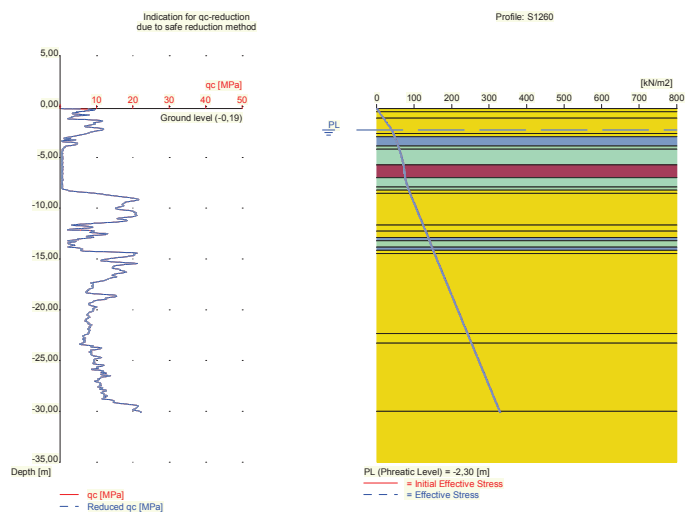 Indication for qc-reduction
due to safe reduction method
Profile: S1260
5,00
qc [MPa]
[kN/m2]
0,00
10
20
30
40
50
0
100
200
300
400
500
600
700
800
Ground level (-0,19)
PL
-5,00
-10,00
-15,00
-20,00
-25,00
-30,00
-35,00
Depth [m]
PL (Phreatic Level) = -2,30 [m]
= Initial Effective Stress
qc [MPa]
= Effective Stress
Reduced qc [MPa]